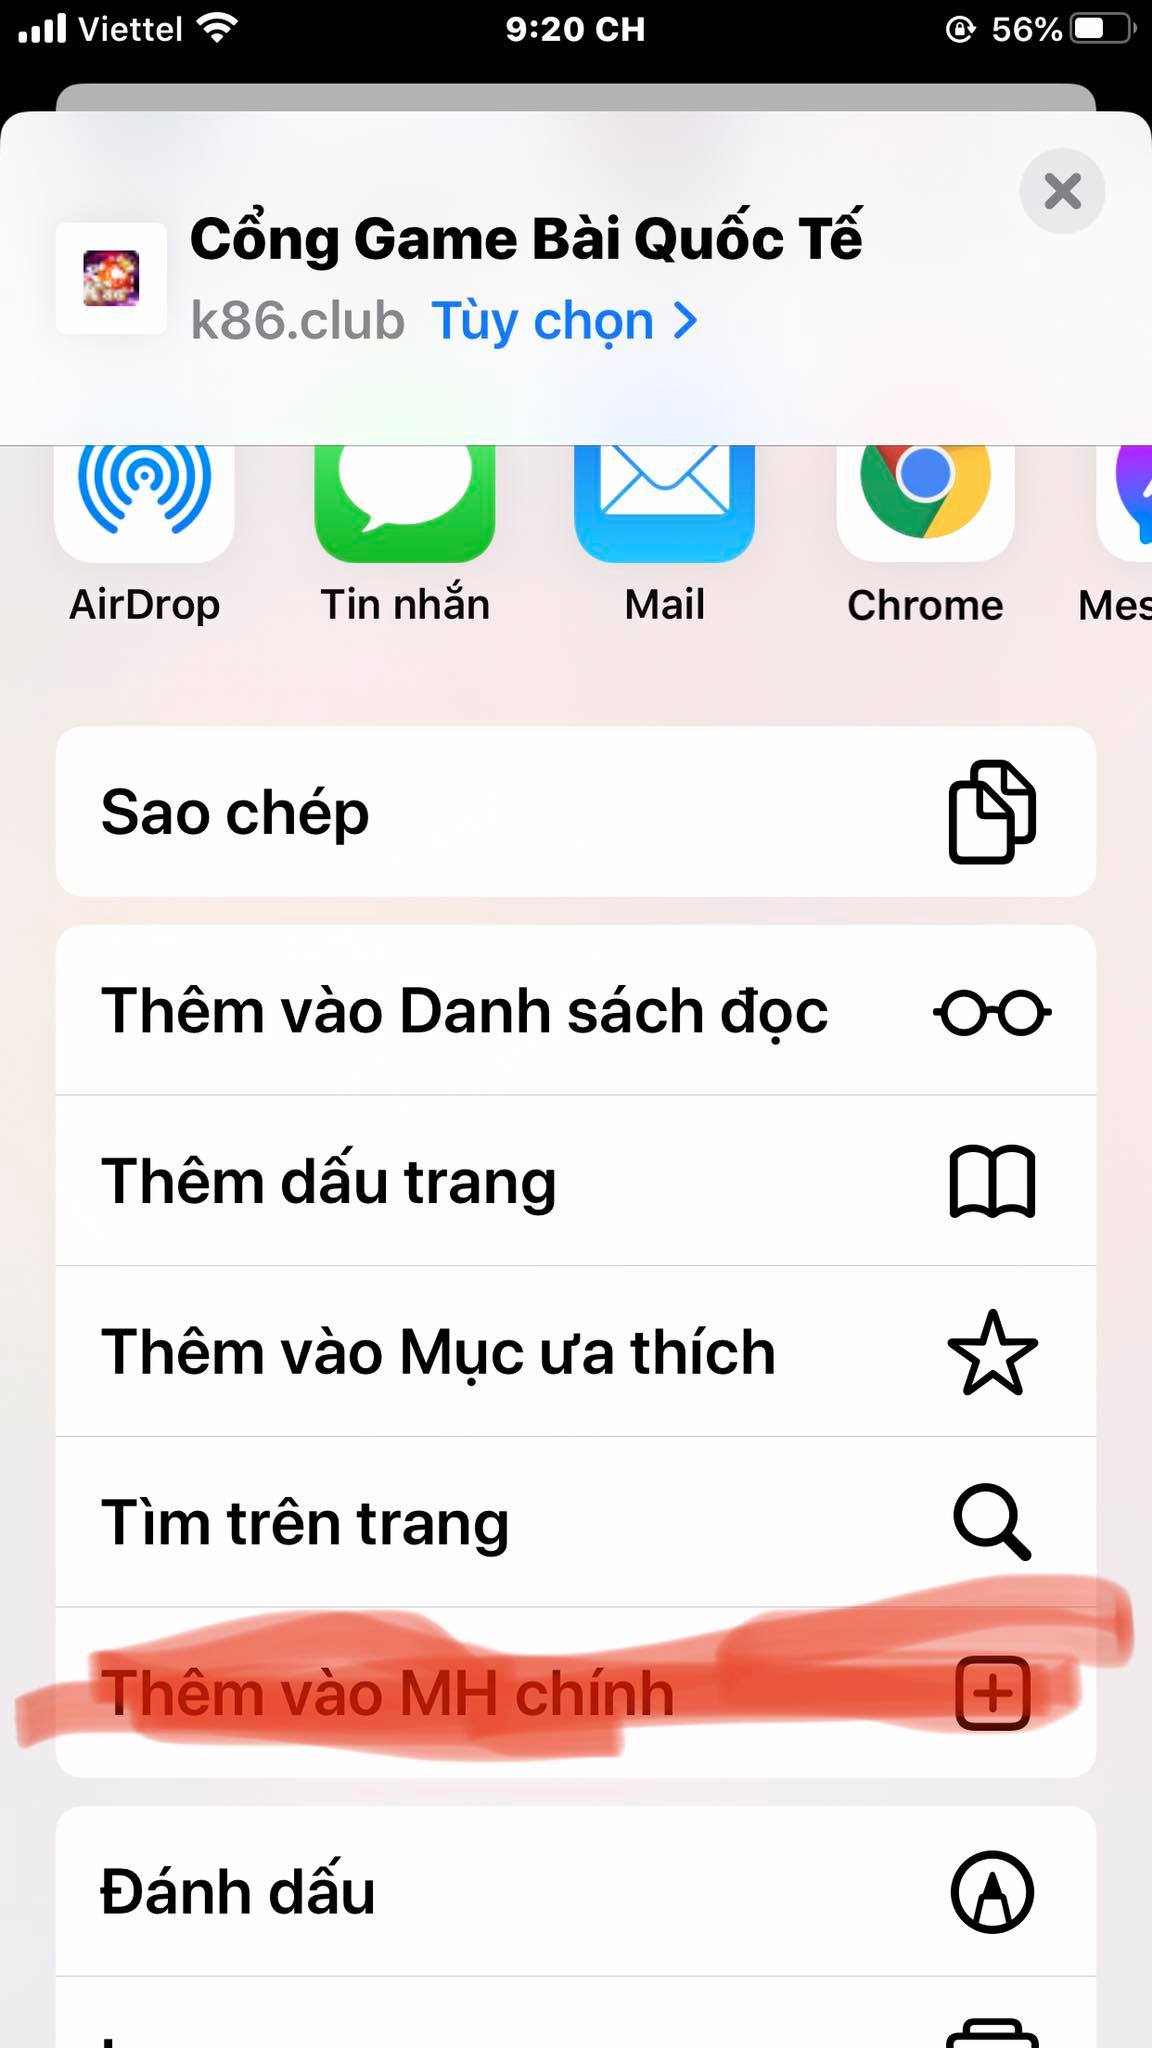 Viettel 9:20 CH 56%
Cổng Game Bài Quốc Tế
k86.club Tùy chọn >
AirDrop Tin nhắn Mail Chrome Mes
Sao chép
Thêm vào Danh sách đọc
Thêm dấu trang
Thêm vào Mục ưa thích
Tìm trên trang
Thêm vào MH chính
Đánh dấu